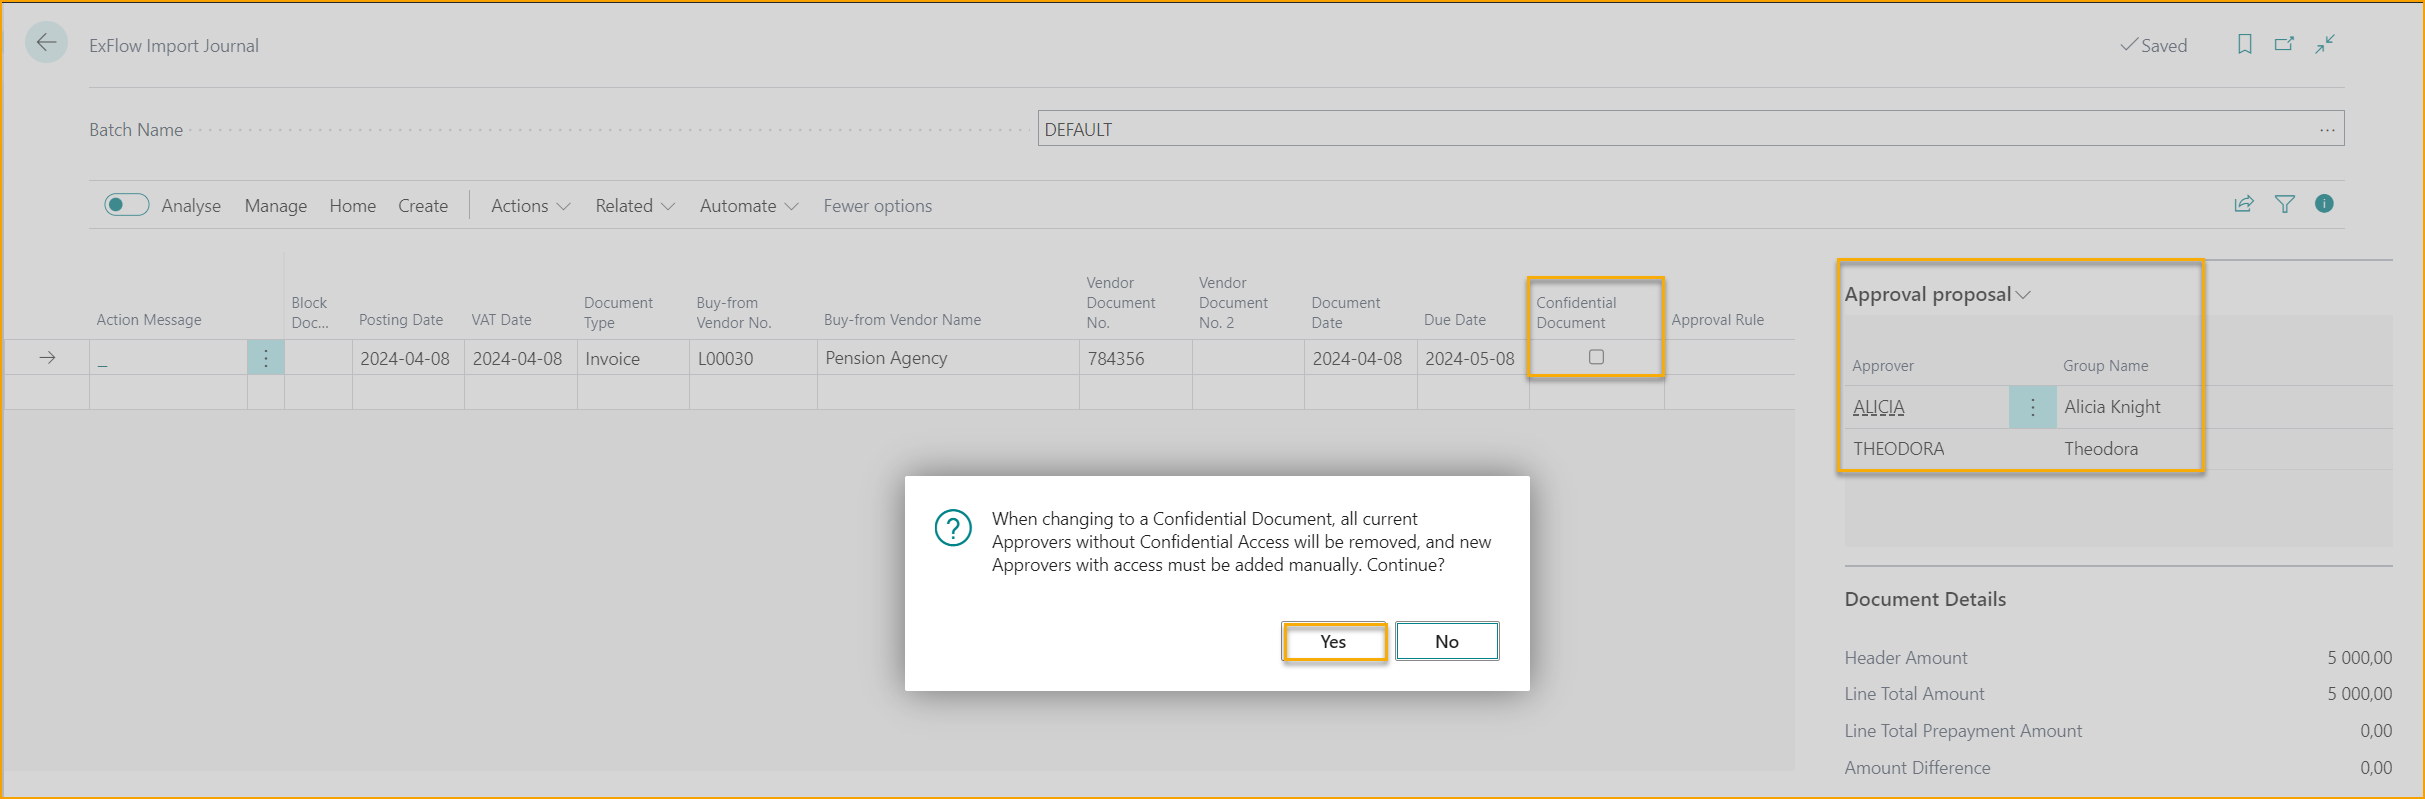 ExFlow Import Journal
Saved
Batch Name
DEFAULT
...
Analyse Manage Home Create Actions Related Automate Fewer options
Action Message
Block
Doc...
Posting Date
VAT Date
Document
Type
Buy-from
Vendor No.
Buy-from Vendor Name
Vendor
Document
No.
Vendor
Document
No. 2
Document
Date
Due Date
Confidential
Document
Approval Rule
_ 2024-04-08 2024-04-08 Invoice L00030 Pension Agency 784356 2024-04-08 2024-05-08
Approval proposal
Approver Group Name
ALICIA Alicia Knight
THEODORA Theodora
When changing to a Confidential Document, all current
Approvers without Confidential Access will be removed, and new
Approvers with access must be added manually. Continue?
Yes No
Document Details
Header Amount 5 000,00
Line Total Amount 5 000,00
Line Total Prepayment Amount 0,00
Amount Difference 0,00